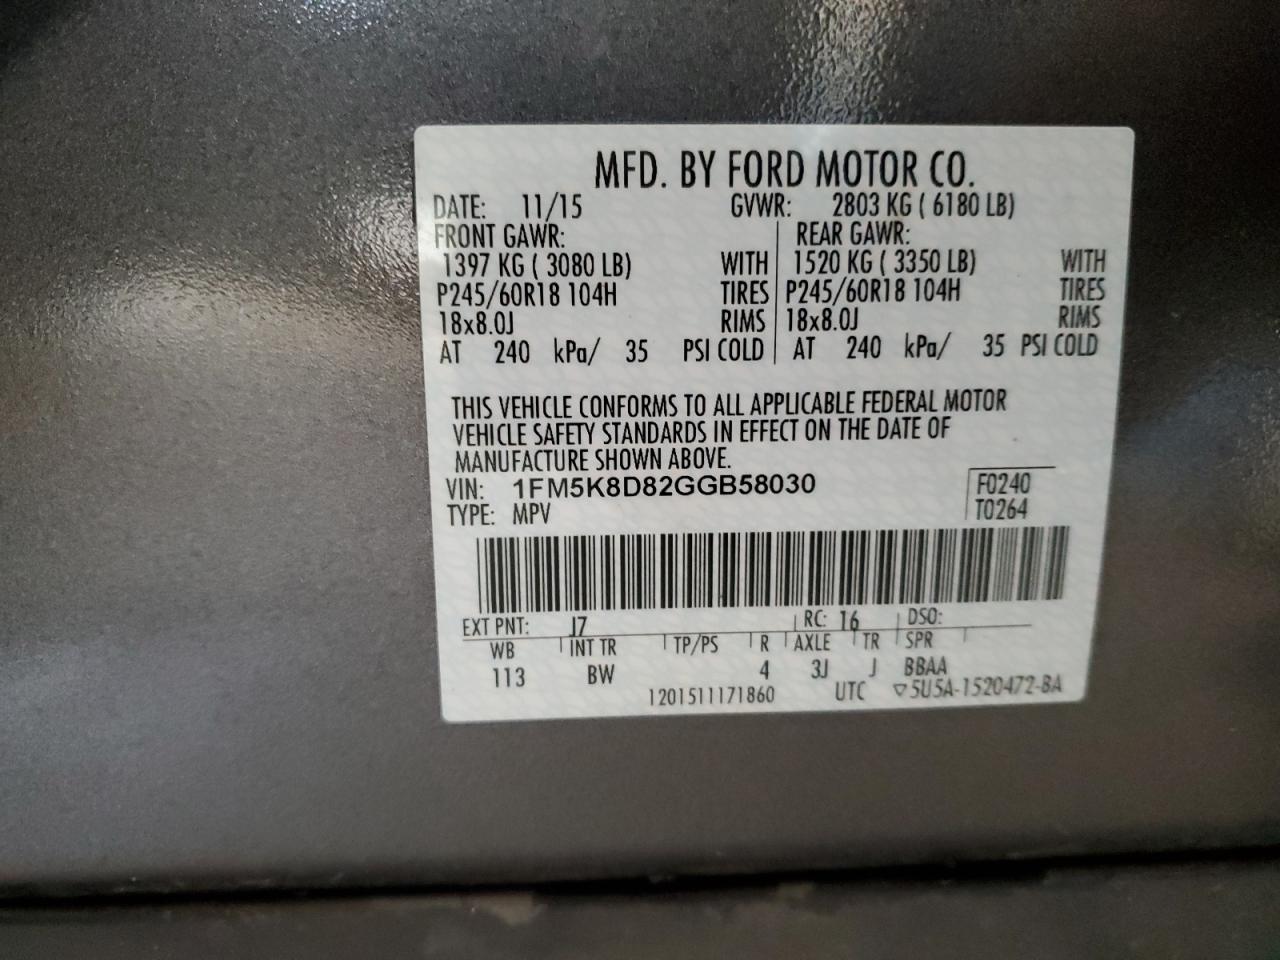 MFD. BY FORD MOTOR CO.
DATE: 11/15 GVWR: 2803 KG ( 6180 LB)
FRONT GAWR: REAR GAWR:
1397 KG ( 3080 LB) WITH 1520 KG ( 3350 LB) WITH
P245/60R18 104H TIRES P245/60R18 104H TIRES
18x8.0J RIMS 18x8.0J RIMS
AT 240 kPa/ 35 PSI COLD AT 240 kPa/ 35 PSI COLD
THIS VEHICLE CONFORMS TO ALL APPLICABLE FEDERAL MOTOR
VEHICLE SAFETY STANDARDS IN EFFECT ON THE DATE OF
MANUFACTURE SHOWN ABOVE.
VIN: 1FM5K8D82GGB58030 F0240
TYPE: MPV T0264
EXT PNT: J7 RC: 16 DSO:
WB INT TR TP/PS R AXLE TR SPR
113 BW 4 3J J BBAA
1201511171860 UTC ▽5U5A-1520472-BA